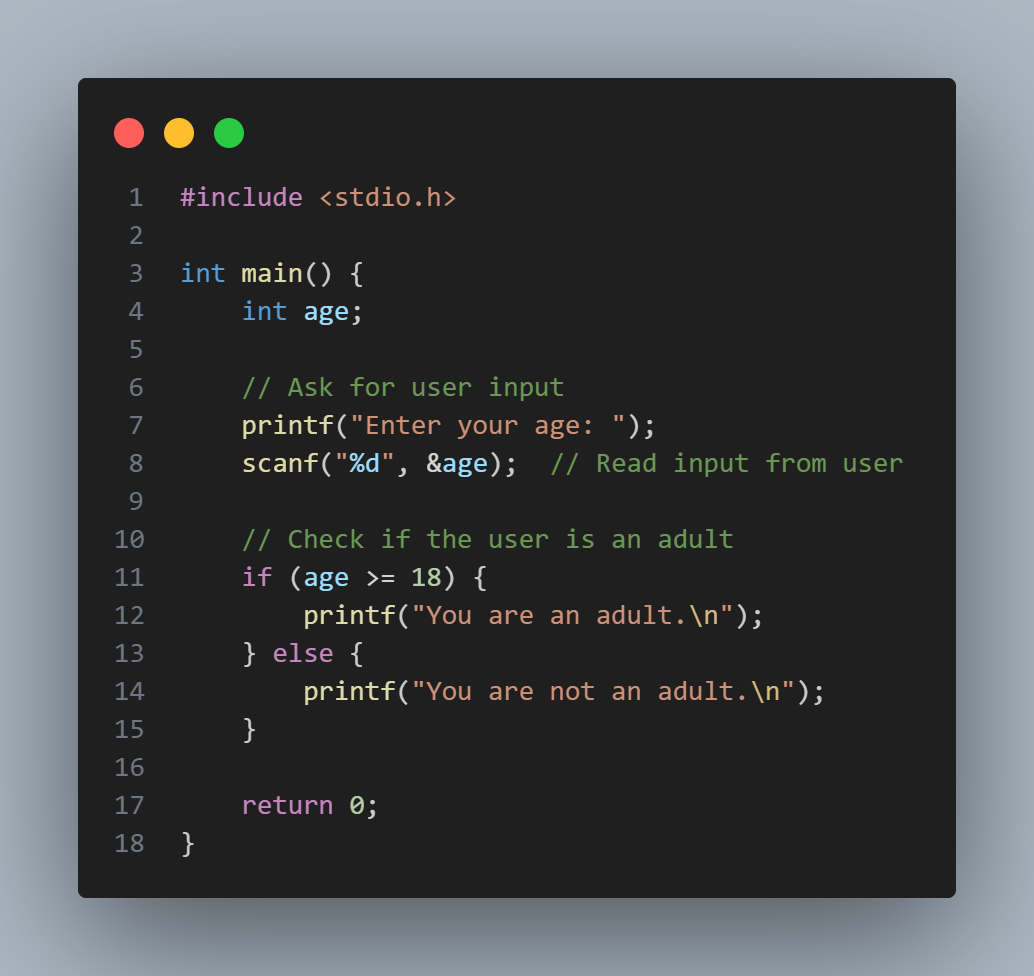 1 #include <stdio.h>
2
3 int main() {
4     int age;
5
6     // Ask for user input
7     printf("Enter your age: ");
8     scanf("%d", &age);  // Read input from user
9
10     // Check if the user is an adult
11     if (age >= 18) {
12         printf("You are an adult.\n");
13     } else {
14         printf("You are not an adult.\n");
15     }
16
17     return 0;
18 }